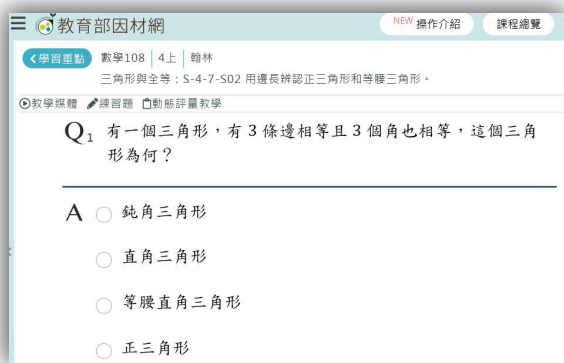 教育部因材網
NEW 操作介紹
課程總覽
學習重點
數學108 | 4上 | 翰林
三角形與全等：S-4-7-S02 用邊長辨認正三角形和等腰三角形。
教學媒體 練習題 動態評量教學
Q1 有一個三角形，有3條邊相等且3個角也相等，這個三角
形為何？
A
鈍角三角形
直角三角形
等腰直角三角形
正三角形